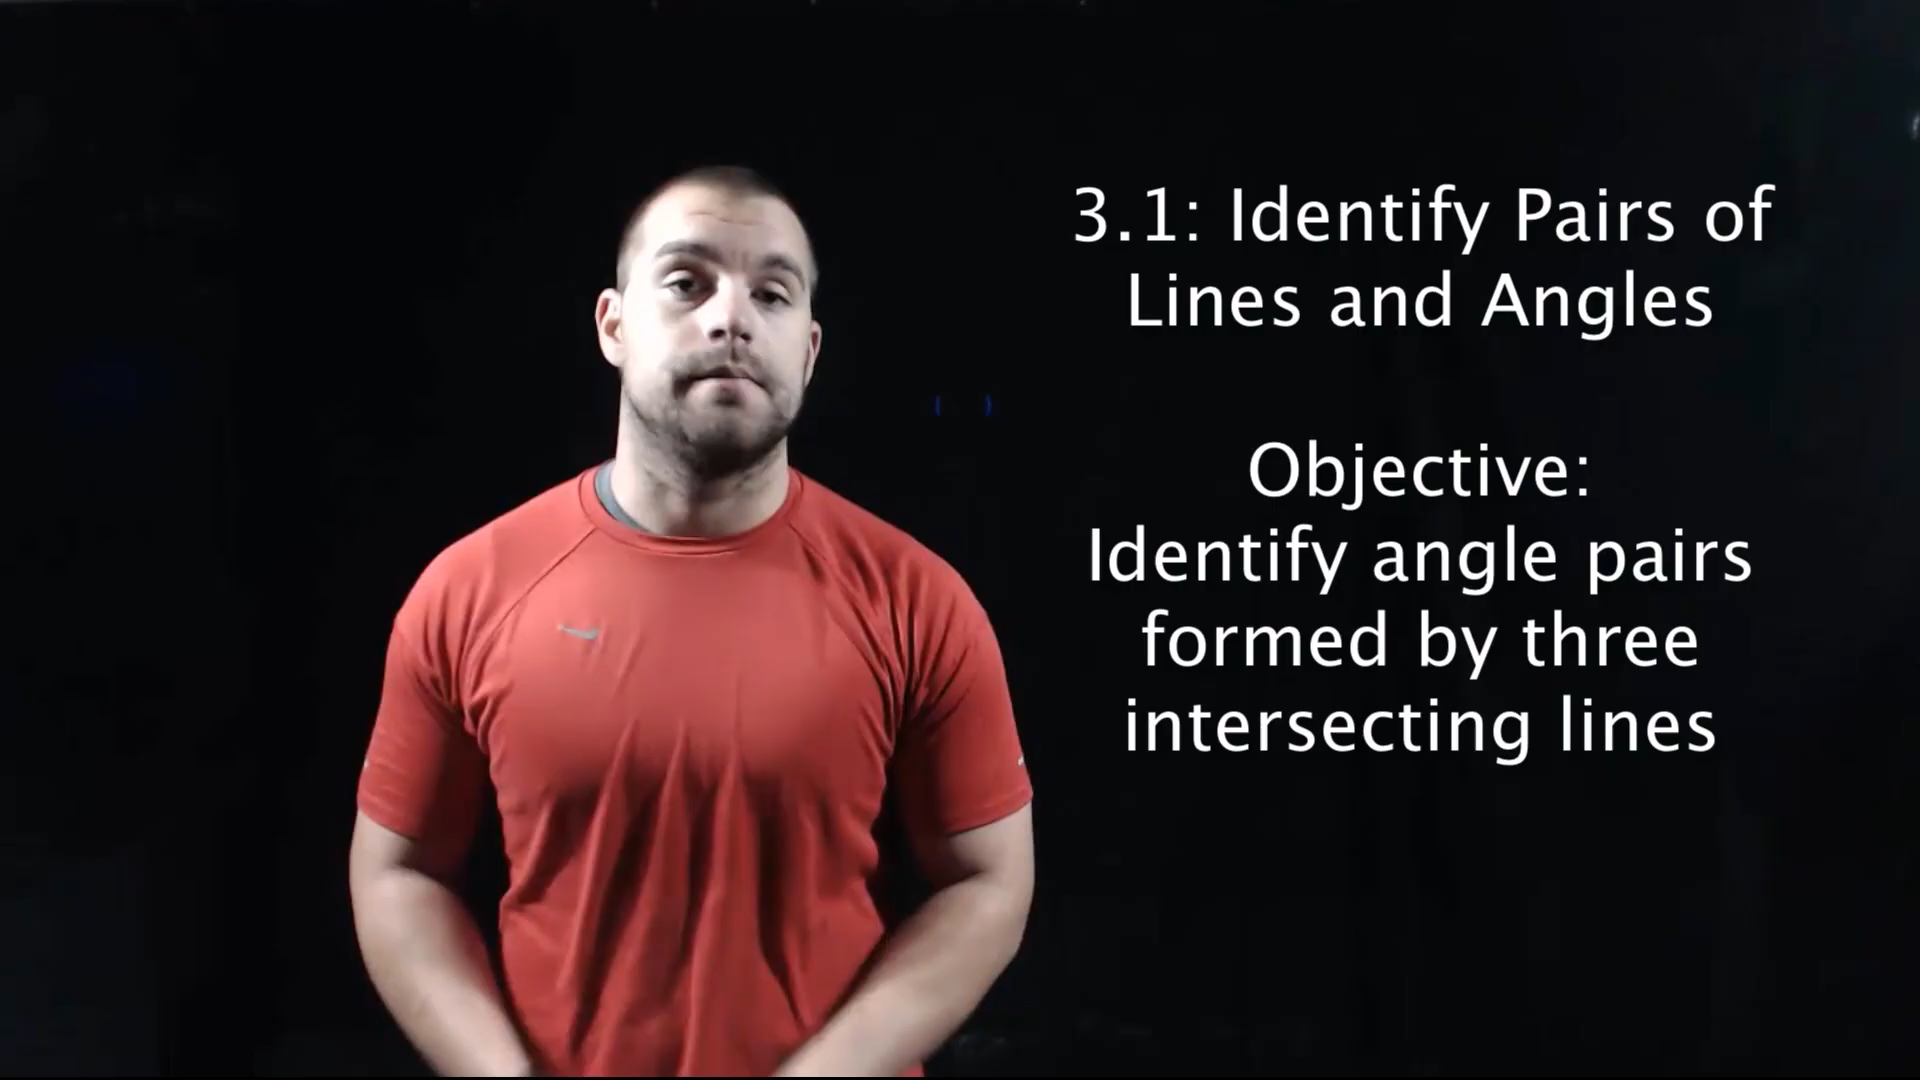 3.1: Identify Pairs of
Lines and Angles
Objective:
Identify angle pairs
formed by three
intersecting lines